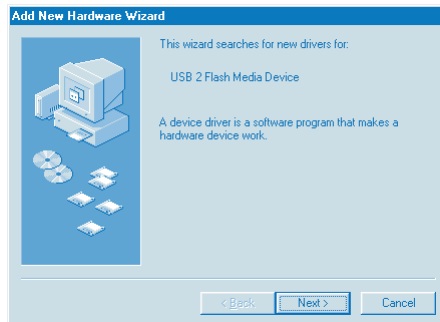 Add New Hardware Wizard
This wizard searches for new drivers for:
USB 2 Flash Media Device
A device driver is a software program that makes a
hardware device work.
< Back
Next >
Cancel